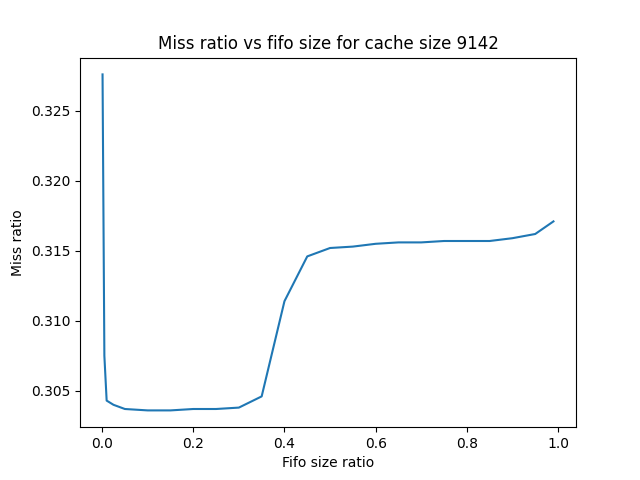 Miss ratio vs fifo size for cache size 9142
0.325
0.320
0.315
0.310
0.305
Miss ratio
0.0 0.2 0.4 0.6 0.8 1.0
Fifo size ratio